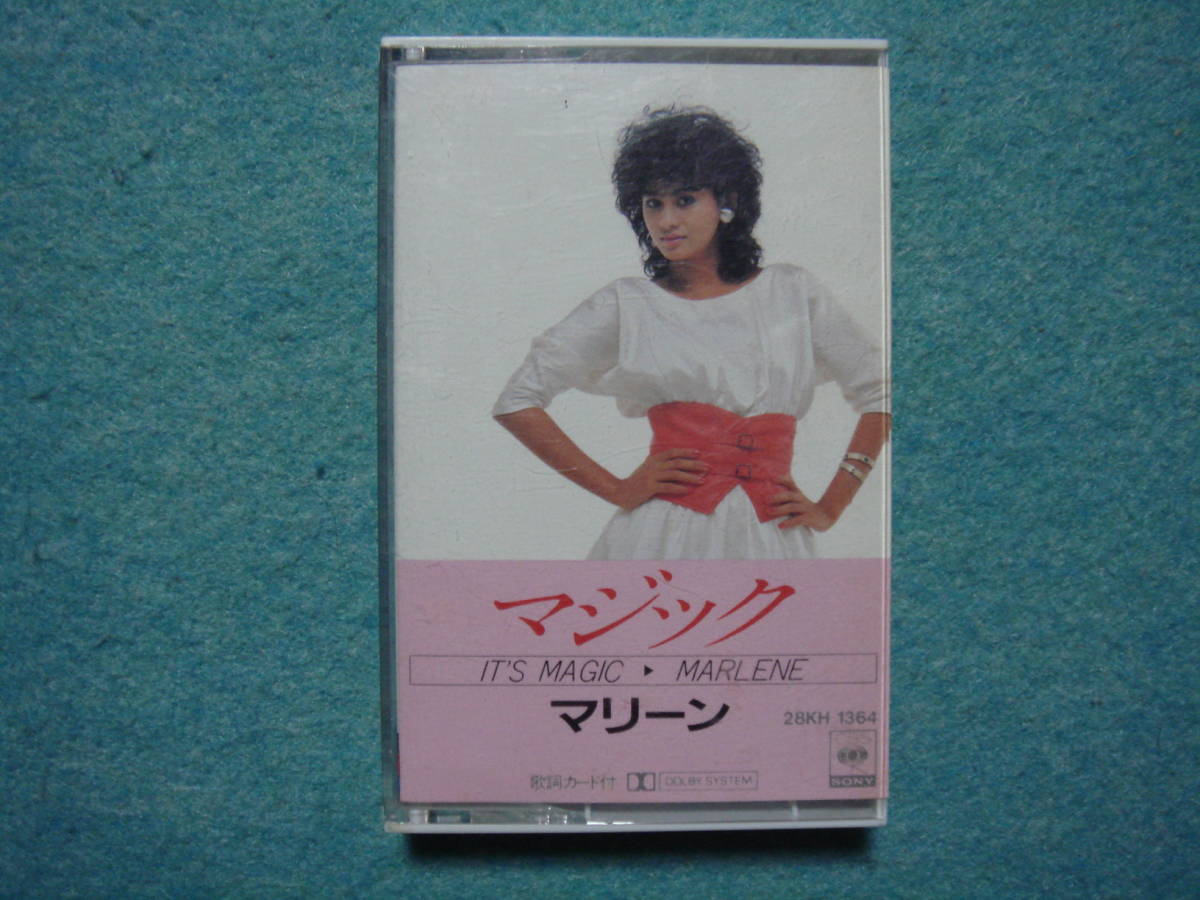 マジック
IT'S MAGIC ▶ MARLENE
マリーン
28KH 1364
SONY
歌詞カード付 DOLBY SYSTEM